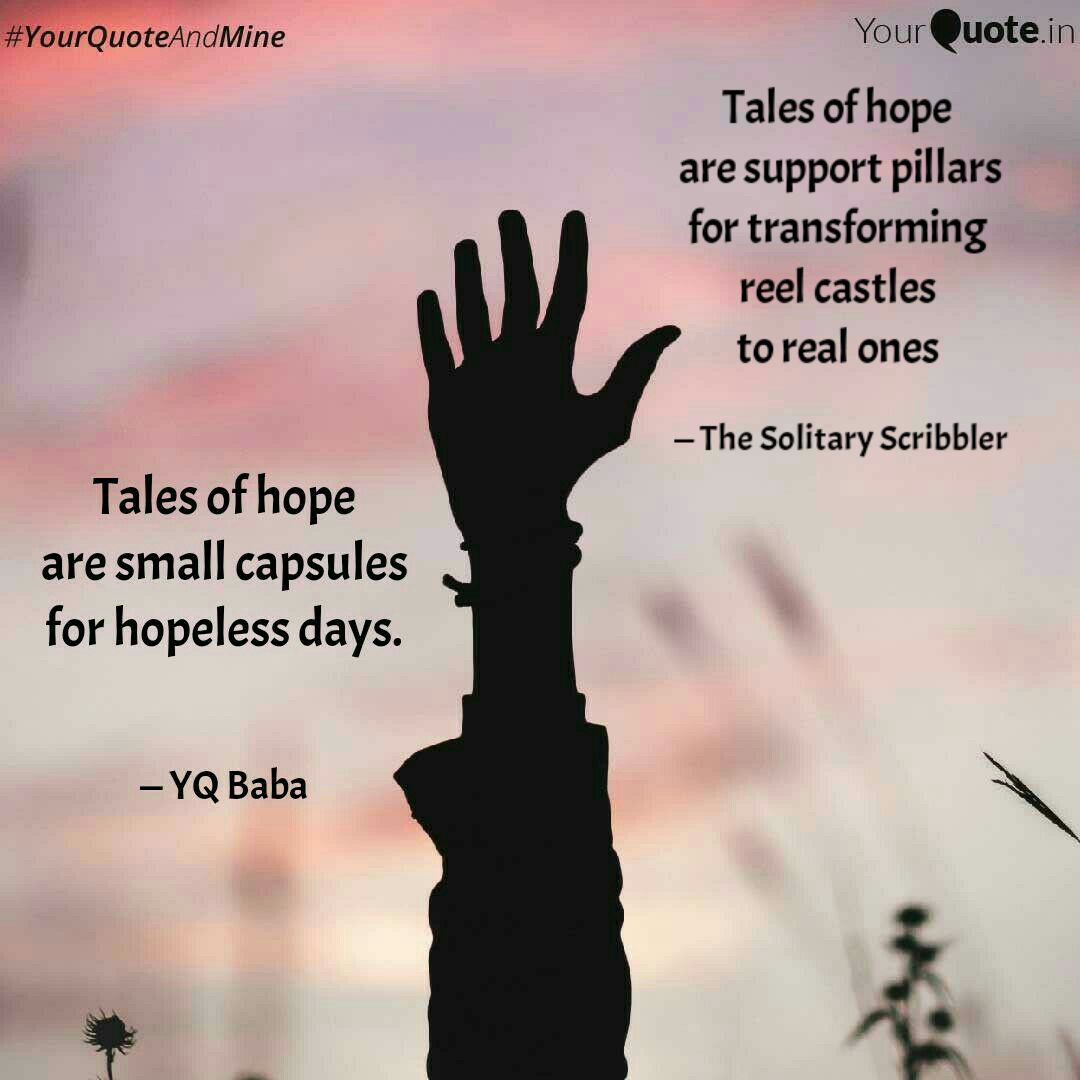 #YourQuoteAndMine
YourQuote.in
Tales of hope
are support pillars
for transforming
reel castles
to real ones
– The Solitary Scribbler
Tales of hope
are small capsules
for hopeless days.
– YQ Baba